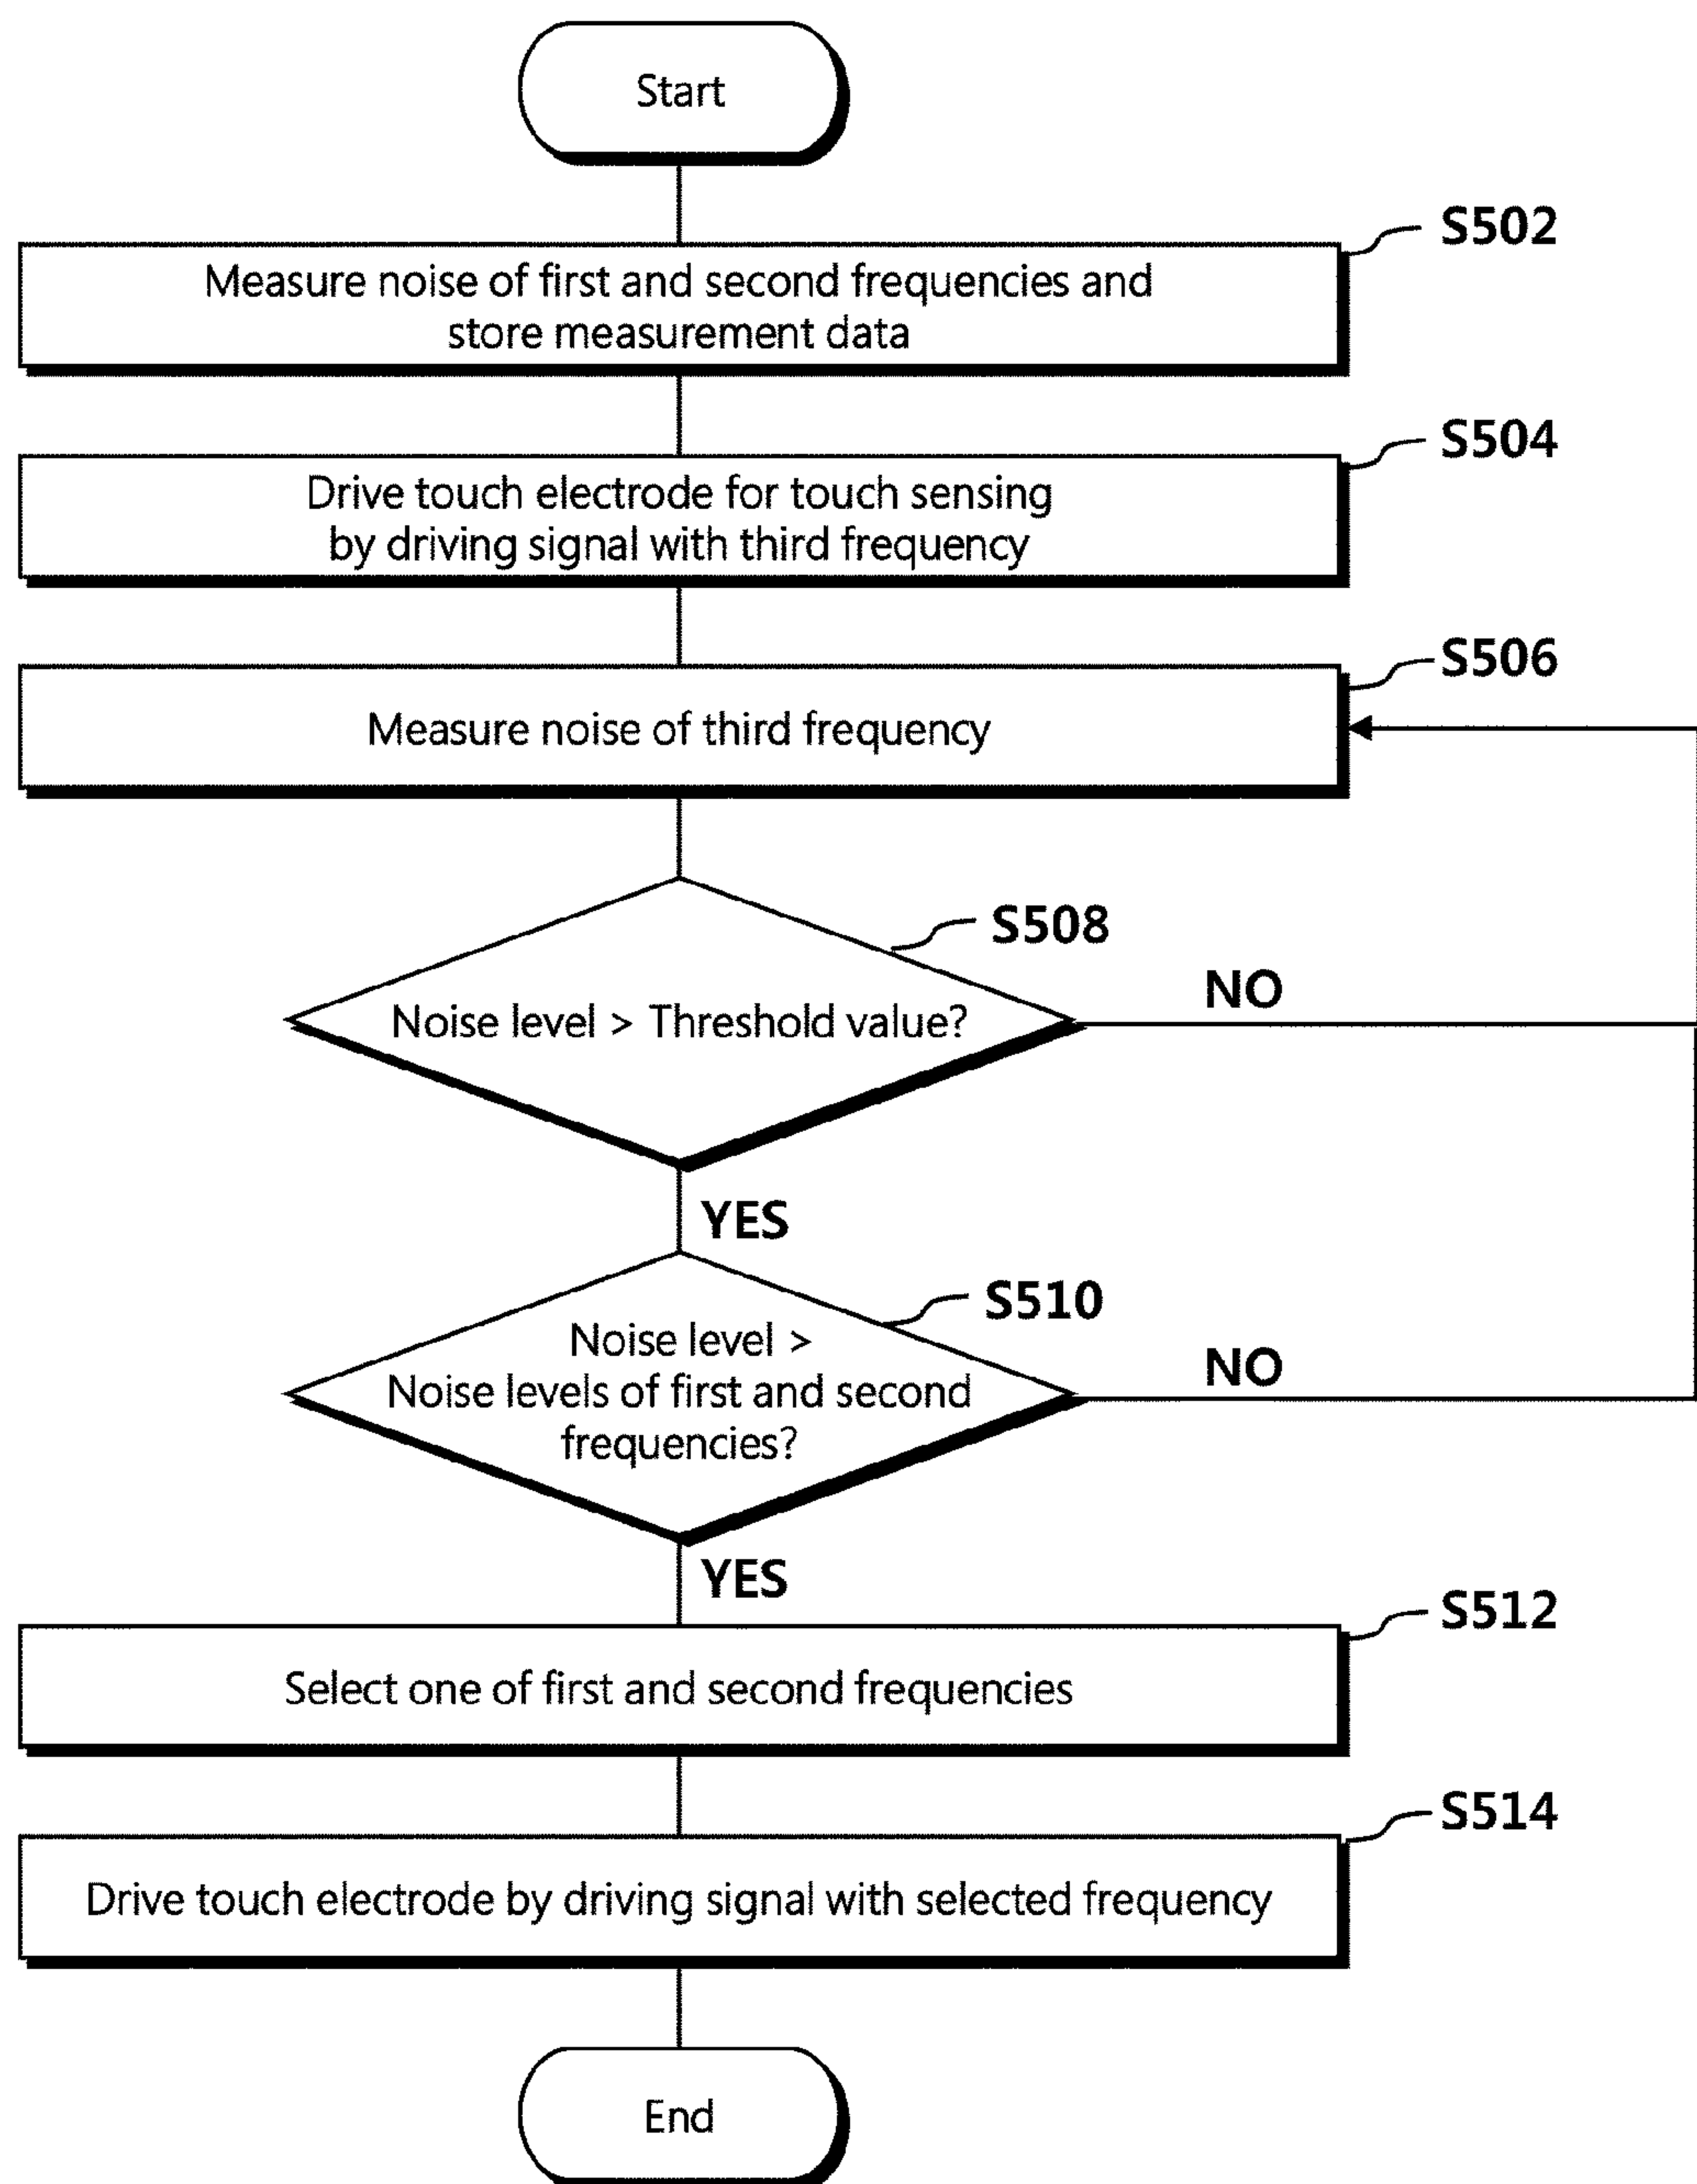 Start
S502
Measure noise of first and second frequencies and
store measurement data
S504
Drive touch electrode for touch sensing
by driving signal with third frequency
S506
Measure noise of third frequency
S508
NO
Noise level > Threshold value?
YES
S510
Noise level >
NO
Noise levels of first and second
frequencies?
YES
S512
Select one of first and second frequencies
S514
Drive touch electrode by driving signal with selected frequency
End